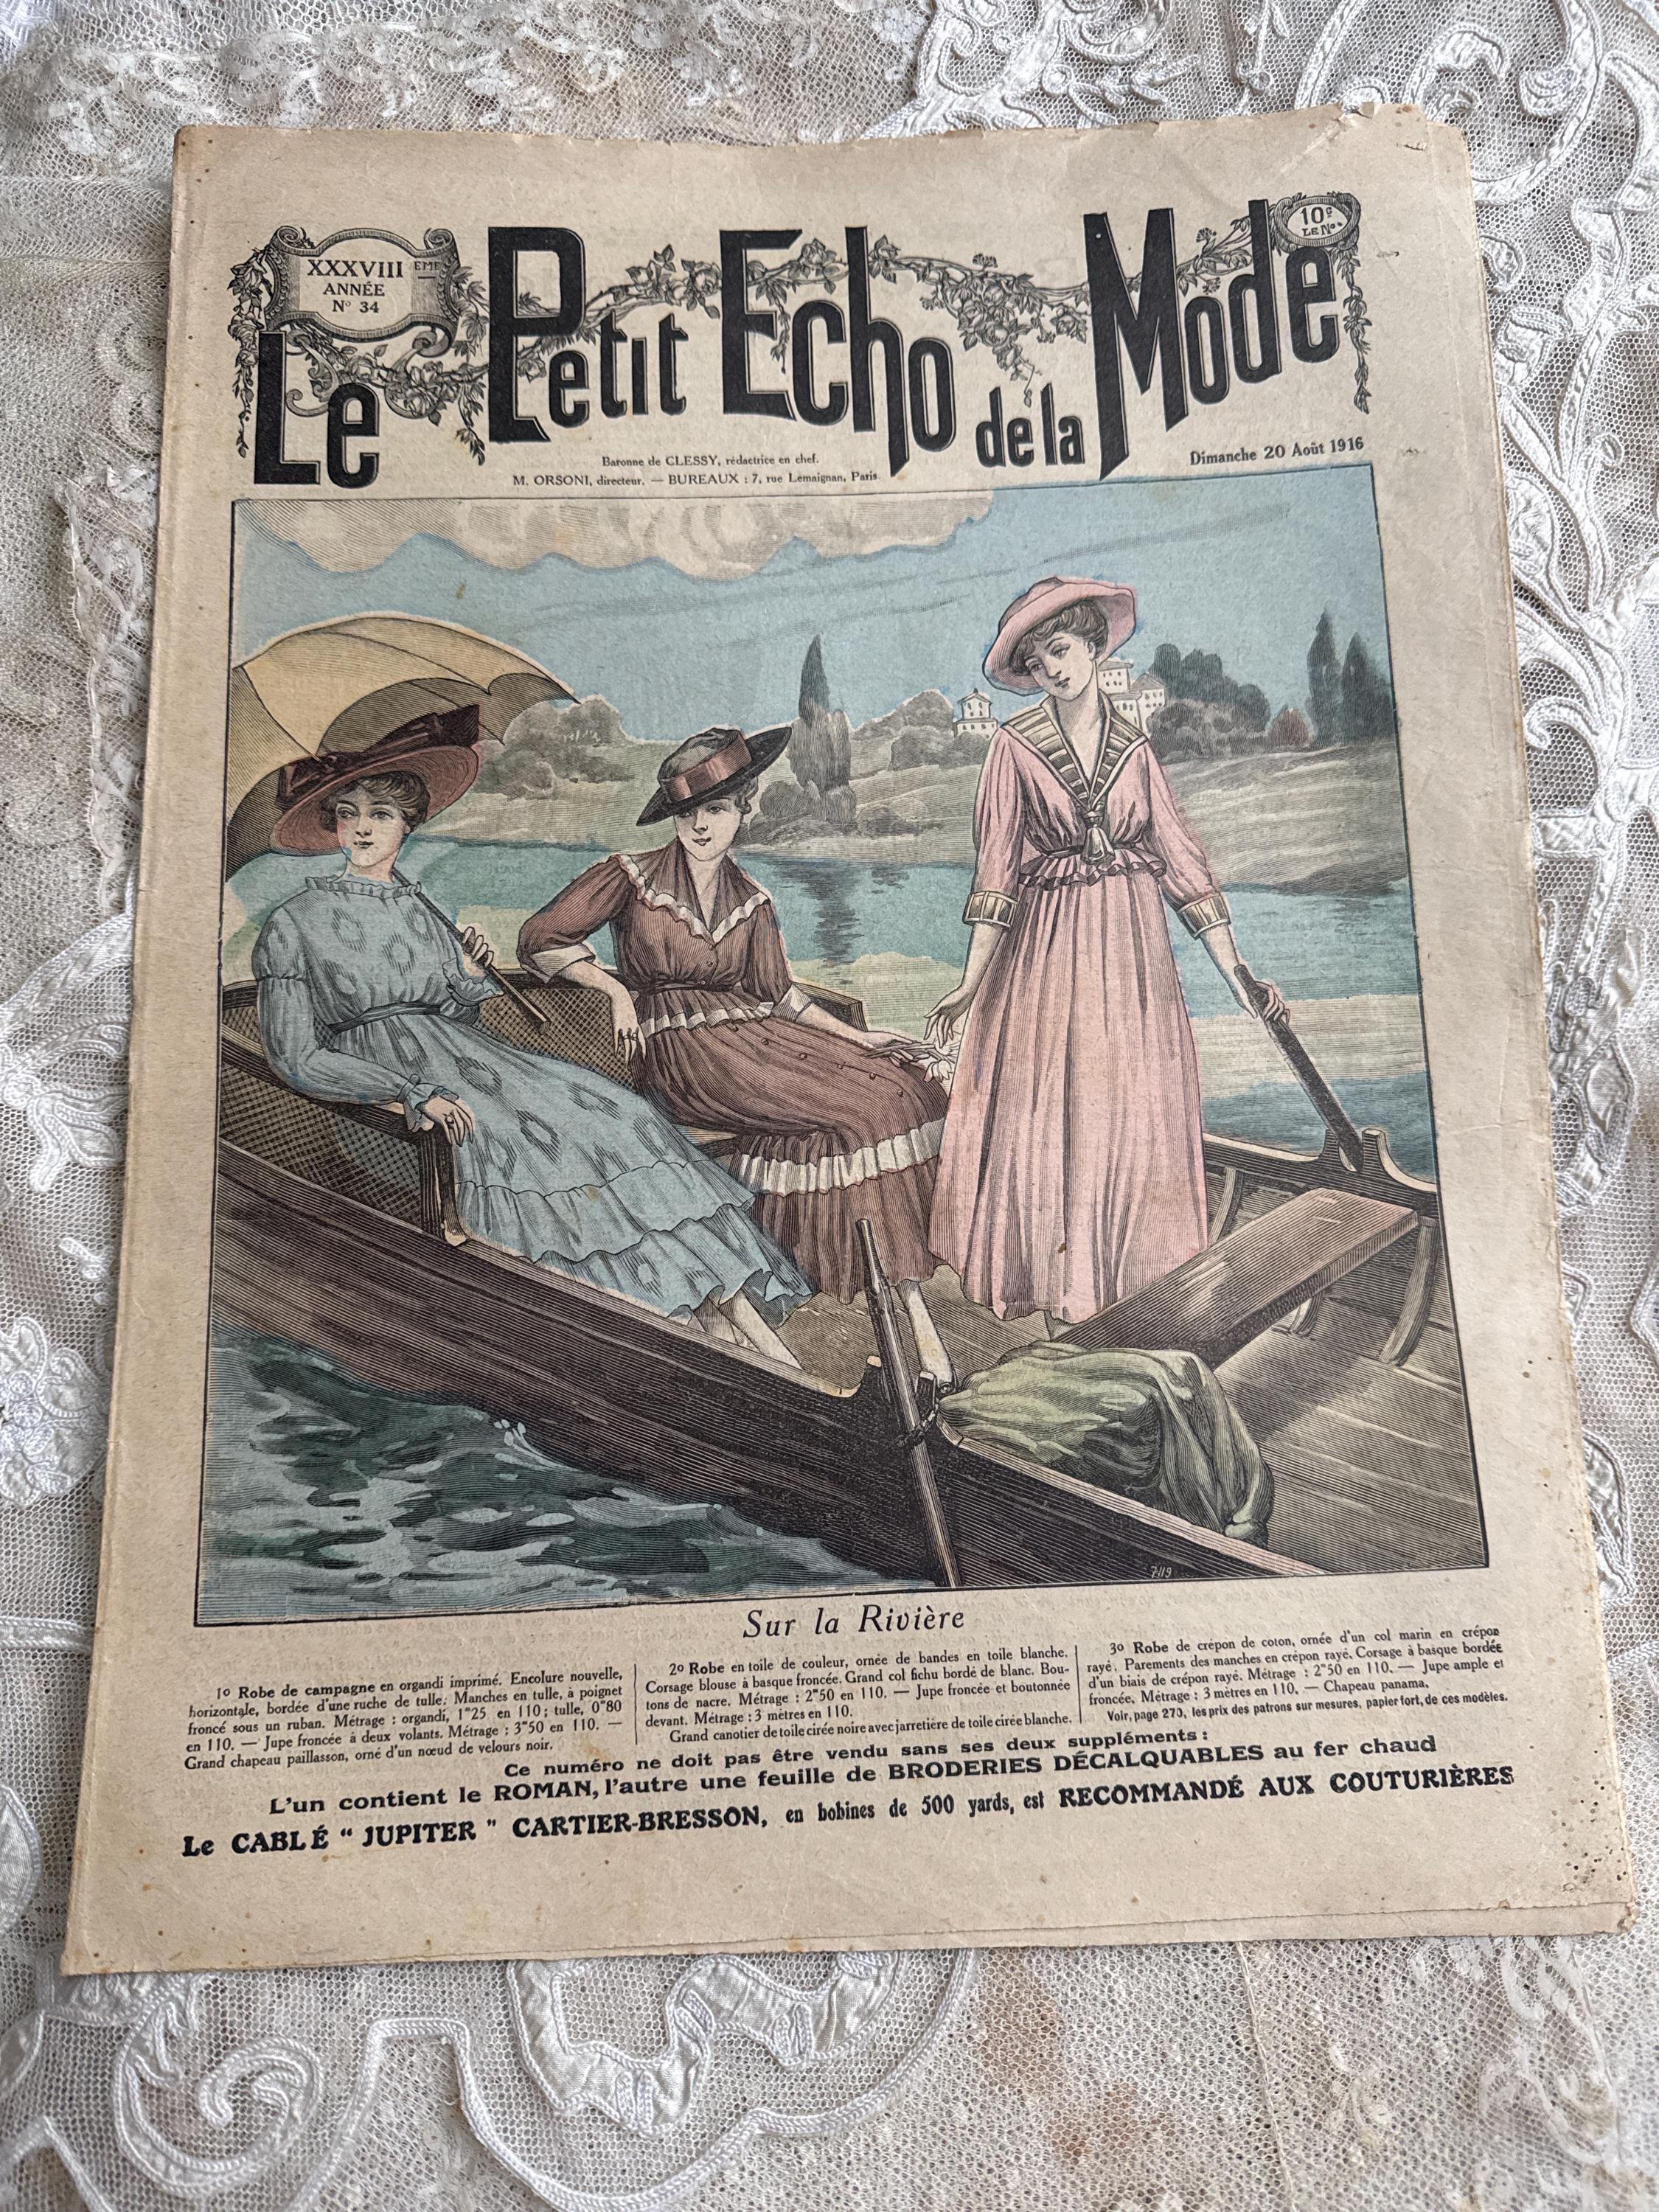 XXXVIII EME
ANNÉE
No 34
10c
LE No.
Le Petit Echo de la Mode
Baronne de CLESSY, rédactrice en chef.
M. ORSONI, directeur. — BUREAUX : 7, rue Lemaignan, Paris
Dimanche 20 Août 1916
7119
Sur la Rivière
1o Robe de campagne en organdi imprimé. Encolure nouvelle,
horizontale, bordée d'une ruche de tulle. Manches en tulle, à poignet
froncé sous un ruban. Métrage : organdi, 1m25 en 110 ; tulle, 0m80
en 110. — Jupe froncée à deux volants. Métrage : 3m50 en 110. —
Grand chapeau paillasson, orné d'un nœud de velours noir.
2o Robe en toile de couleur, ornée de bandes en toile blanche.
Corsage blouse à basque froncée. Grand col fichu bordé de blanc. Bou-
tons de nacre. Métrage : 2m50 en 110. — Jupe froncée et boutonnée
devant. Métrage : 3 mètres en 110.
Grand canotier de toile cirée noire avec jarretière de toile cirée blanche.
3o Robe de crépon de coton, ornée d'un col marin en crépon
rayé. Parements des manches en crépon rayé. Corsage à basque bordée
d'un biais de crépon rayé. Métrage : 2m50 en 110. — Jupe ample et
froncée. Métrage : 3 mètres en 110. — Chapeau panama.
Voir, page 270, les prix des patrons sur mesures, papier fort, de ces modèles.
Ce numéro ne doit pas être vendu sans ses deux suppléments :
L'un contient le ROMAN, l'autre une feuille de BRODERIES DÉCALQUABLES au fer chaud
Le CABLÉ “ JUPITER ” CARTIER-BRESSON, en bobines de 500 yards, est RECOMMANDÉ AUX COUTURIÈRES